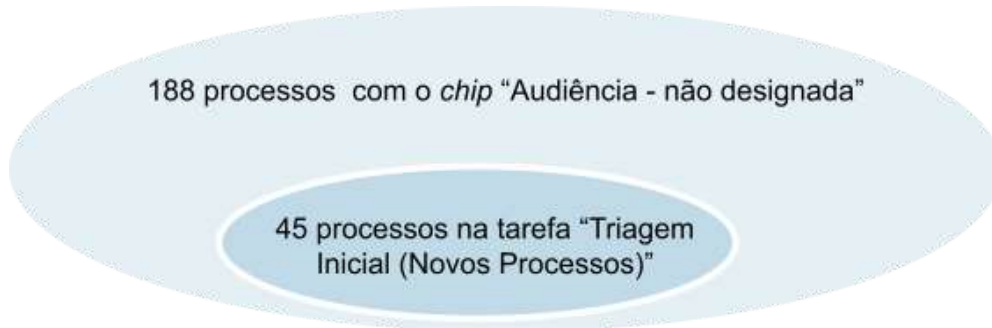 188 processos com o chip “Audiência - não designada”
45 processos na tarefa “Triagem
Inicial (Novos Processos)”